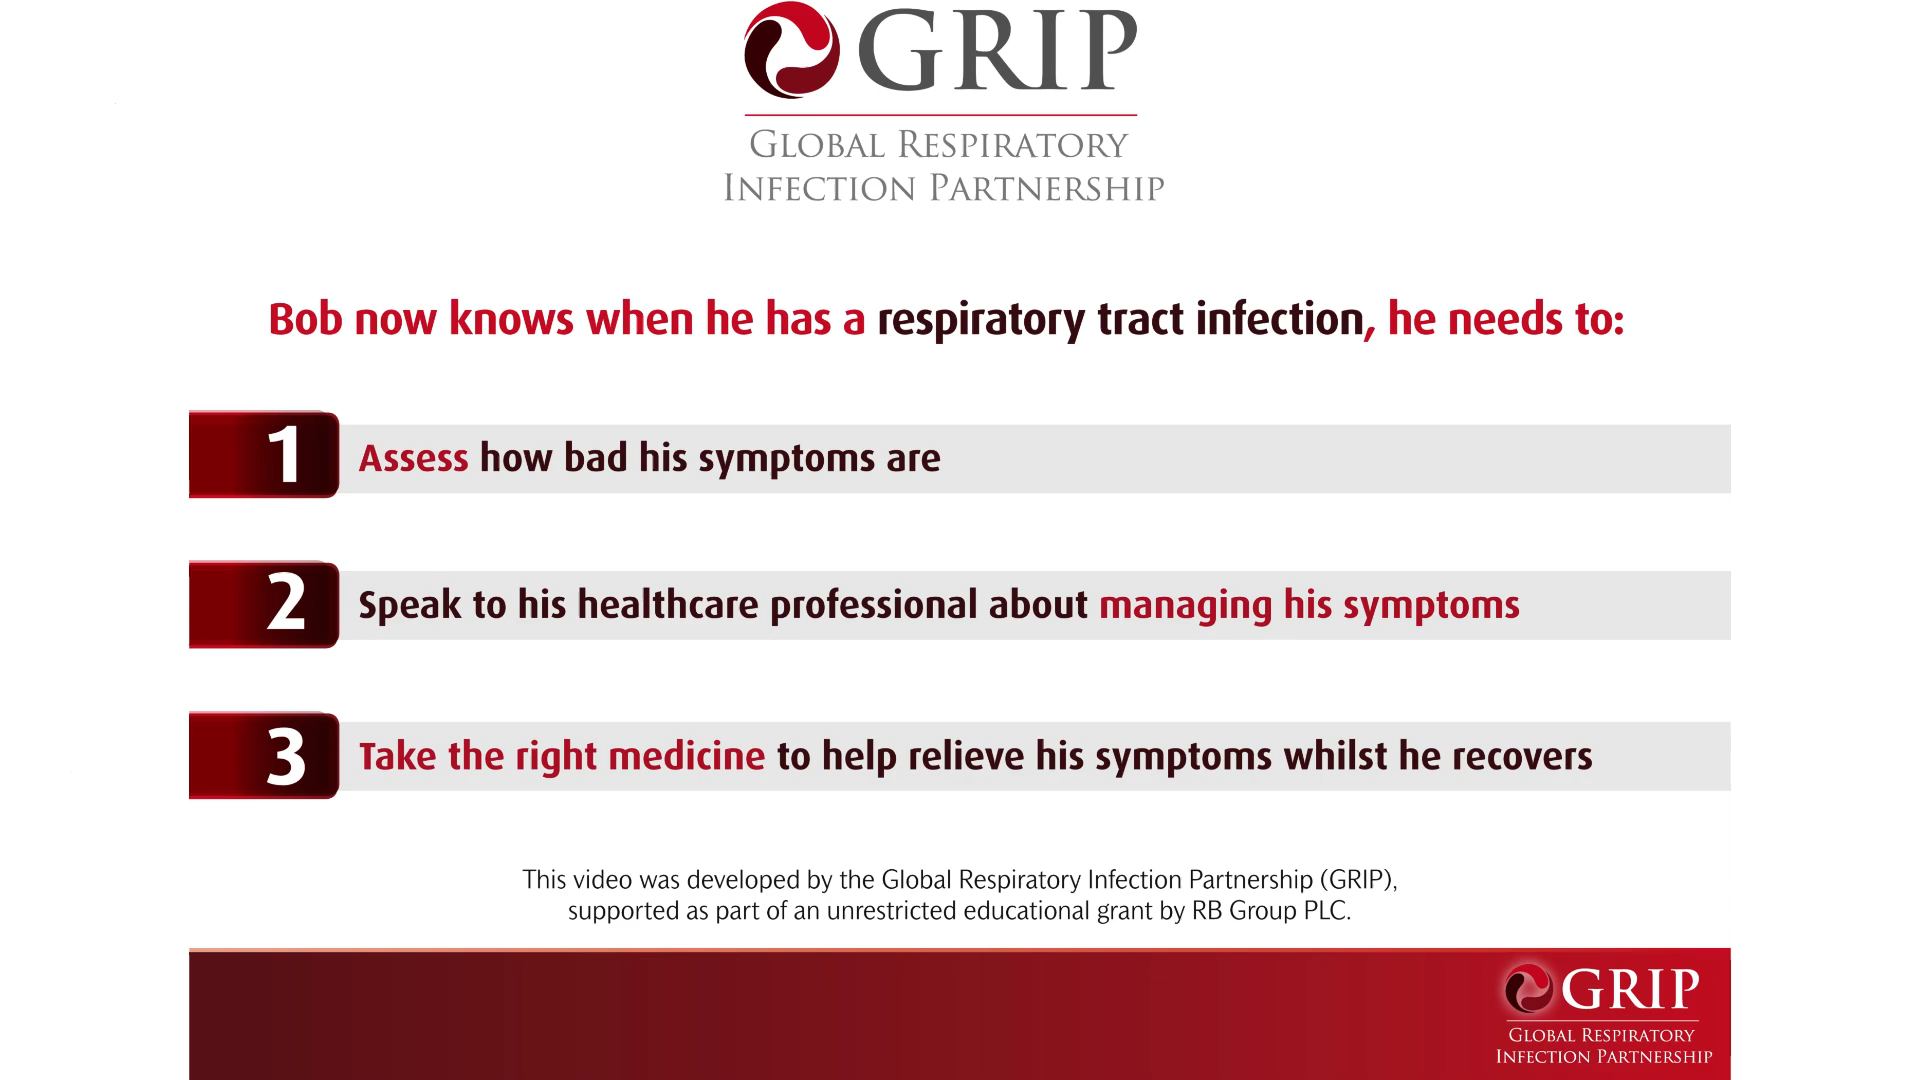 GRIP
GLOBAL RESPIRATORY
INFECTION PARTNERSHIP
Bob now knows when he has a respiratory tract infection, he needs to:
1 Assess how bad his symptoms are
2 Speak to his healthcare professional about managing his symptoms
3 Take the right medicine to help relieve his symptoms whilst he recovers
This video was developed by the Global Respiratory Infection Partnership (GRIP),
supported as part of an unrestricted educational grant by RB Group PLC.
GRIP
GLOBAL RESPIRATORY
INFECTION PARTNERSHIP